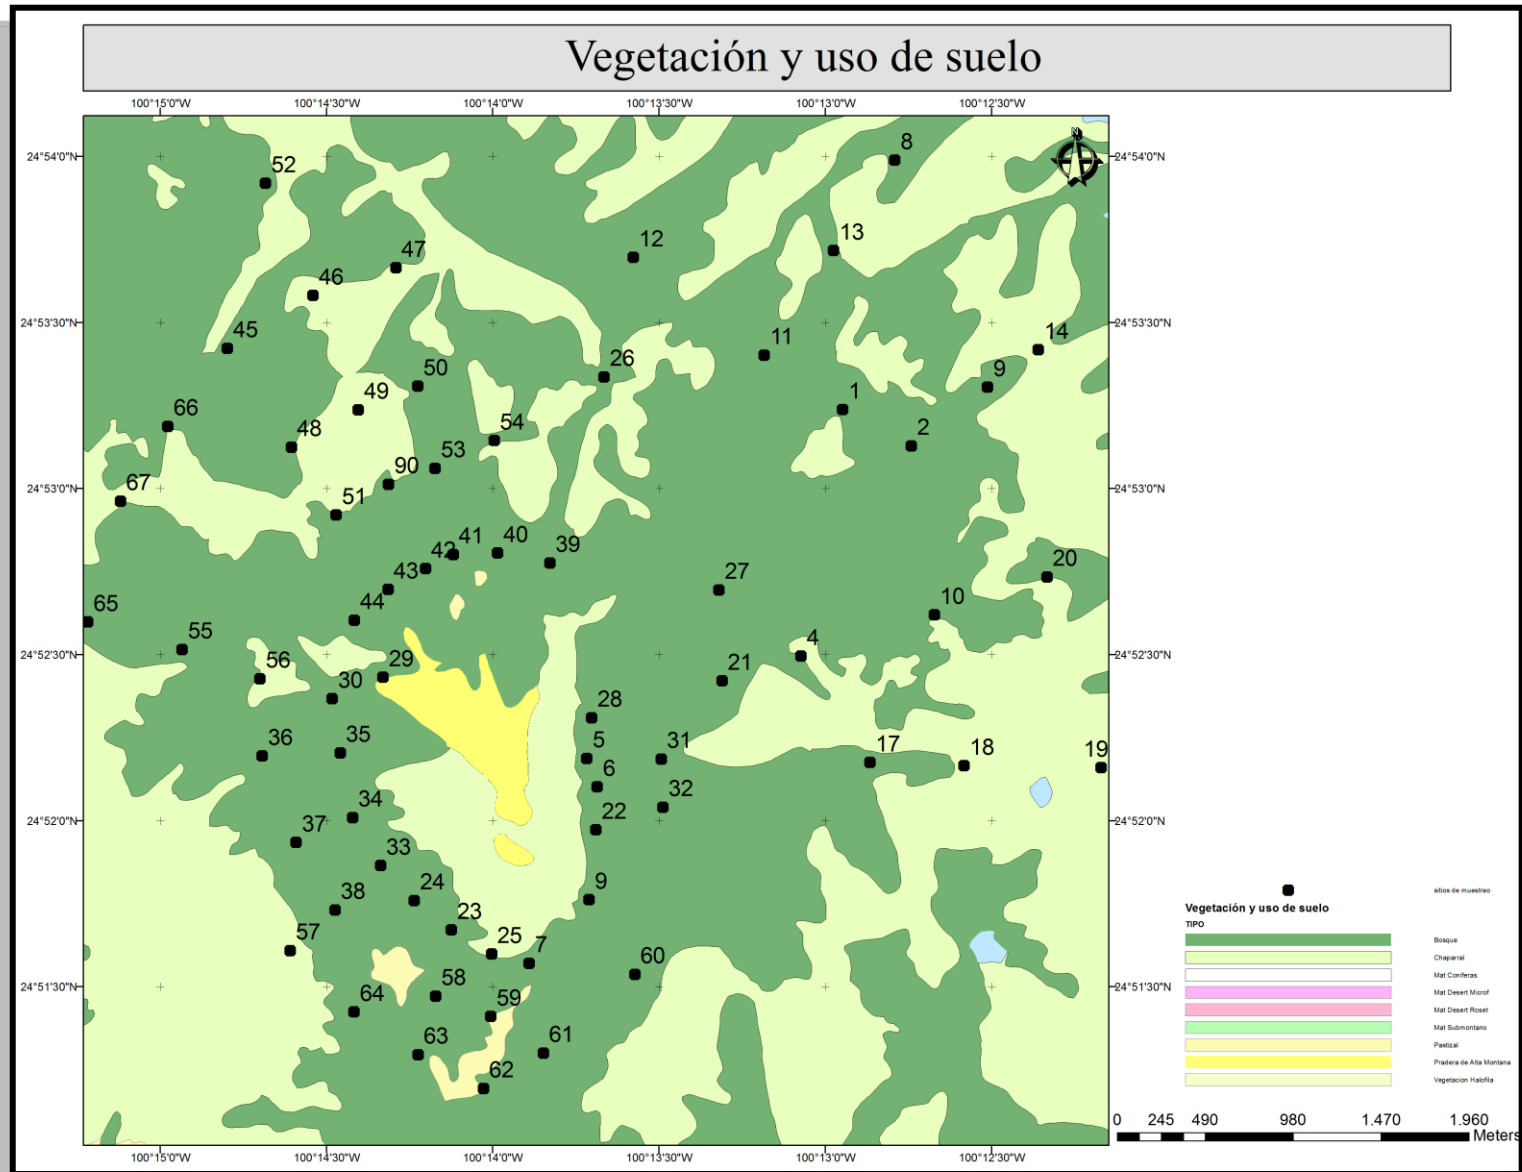 Vegetación y uso de suelo
100°15'0"W 100°14'30"W 100°14'0"W 100°13'30"W 100°13'0"W 100°12'30"W
N
24°54'0"N 24°54'0"N
8
52
13
12
47
46
24°53'30"N 24°53'30"N
14
45
11
26
9
50
49
1
66
2
48
54
53
90
67
24°53'0"N 24°53'0"N
51
40
41
39
42
20
43
27
44
10
65
55
4
24°52'30"N 24°52'30"N
56
29
21
30
28
5
31
17
18
19
35
36
6
32
34
22
24°52'0"N 24°52'0"N
37
33
9
24
38
23
57
25
7
60
58
24°51'30"N 24°51'30"N
59
64
61
63
62
sitios de muestreo
Vegetación y uso de suelo
TIPO
Bosque
Chaparral
Mat Coniferas
Mat Desert Microf
Mat Desert Roset
Mat Submontano
Pastizal
Pradera de Alta Montana
Vegetacion Halofila
0 245 490 980 1.470 1.960
Meters
100°15'0"W 100°14'30"W 100°14'0"W 100°13'30"W 100°13'0"W 100°12'30"W